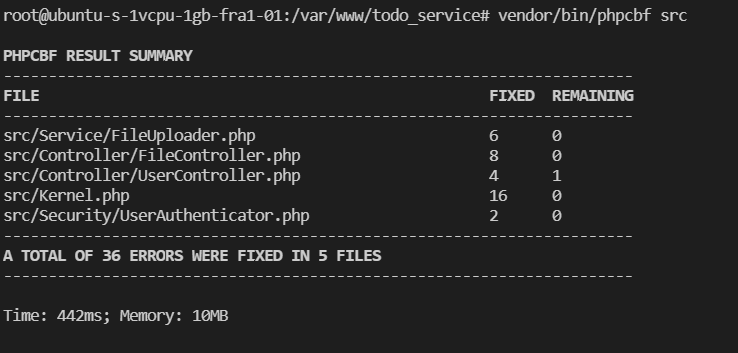 root@ubuntu-s-1vcpu-1gb-fra1-01:/var/www/todo_service# vendor/bin/phpcbf src
PHPCBF RESULT SUMMARY
----------------------------------------------------------------------
FILE FIXED REMAINING
----------------------------------------------------------------------
src/Service/FileUploader.php 6 0
src/Controller/FileController.php 8 0
src/Controller/UserController.php 4 1
src/Kernel.php 16 0
src/Security/UserAuthenticator.php 2 0
----------------------------------------------------------------------
A TOTAL OF 36 ERRORS WERE FIXED IN 5 FILES
----------------------------------------------------------------------
Time: 442ms; Memory: 10MB